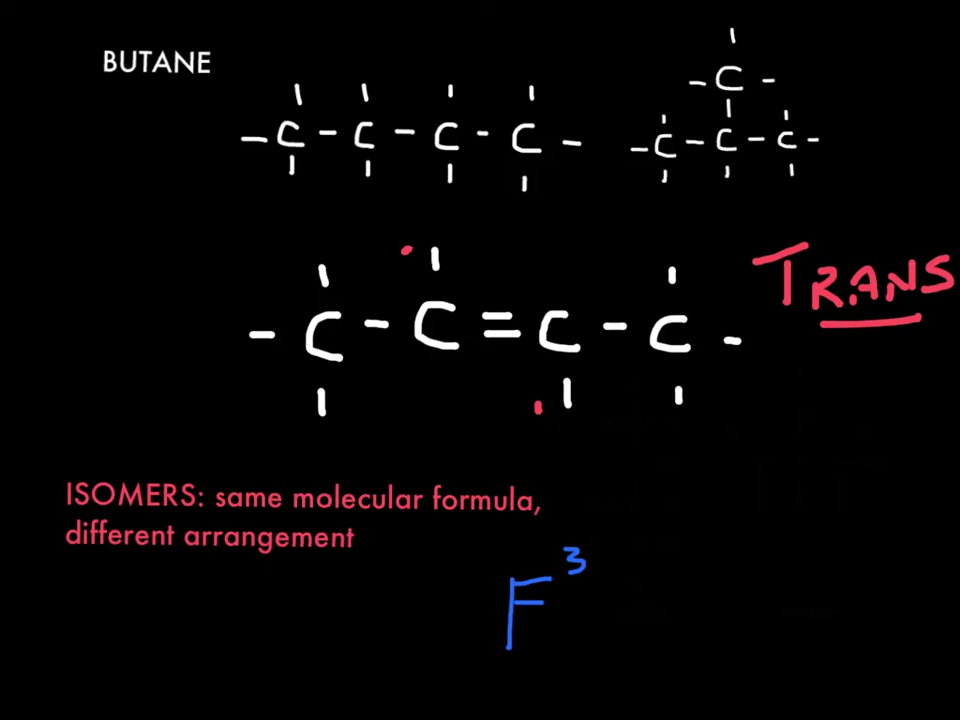 BUTANE
C
- C - C - C - C -
- C - C - C -
- C - C = C - C -
TRANS
ISOMERS: same molecular formula,
different arrangement
F³